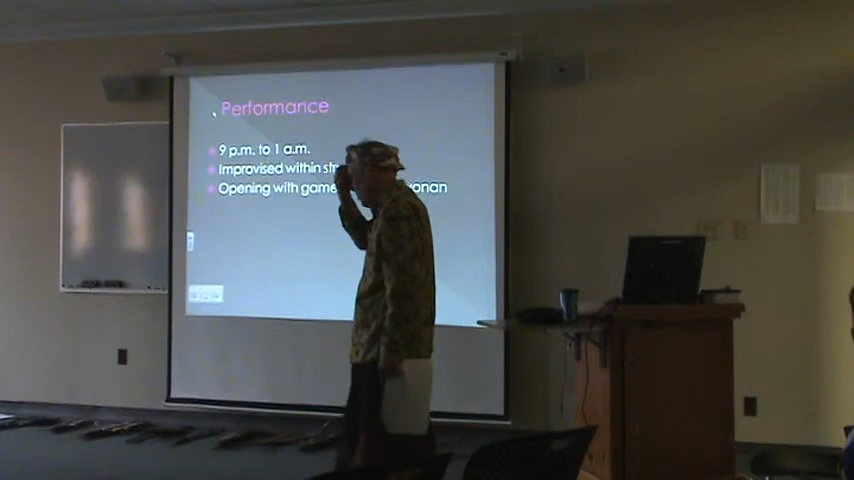 Performance
9 p.m. to 1 a.m.
Improvised within
Opening with